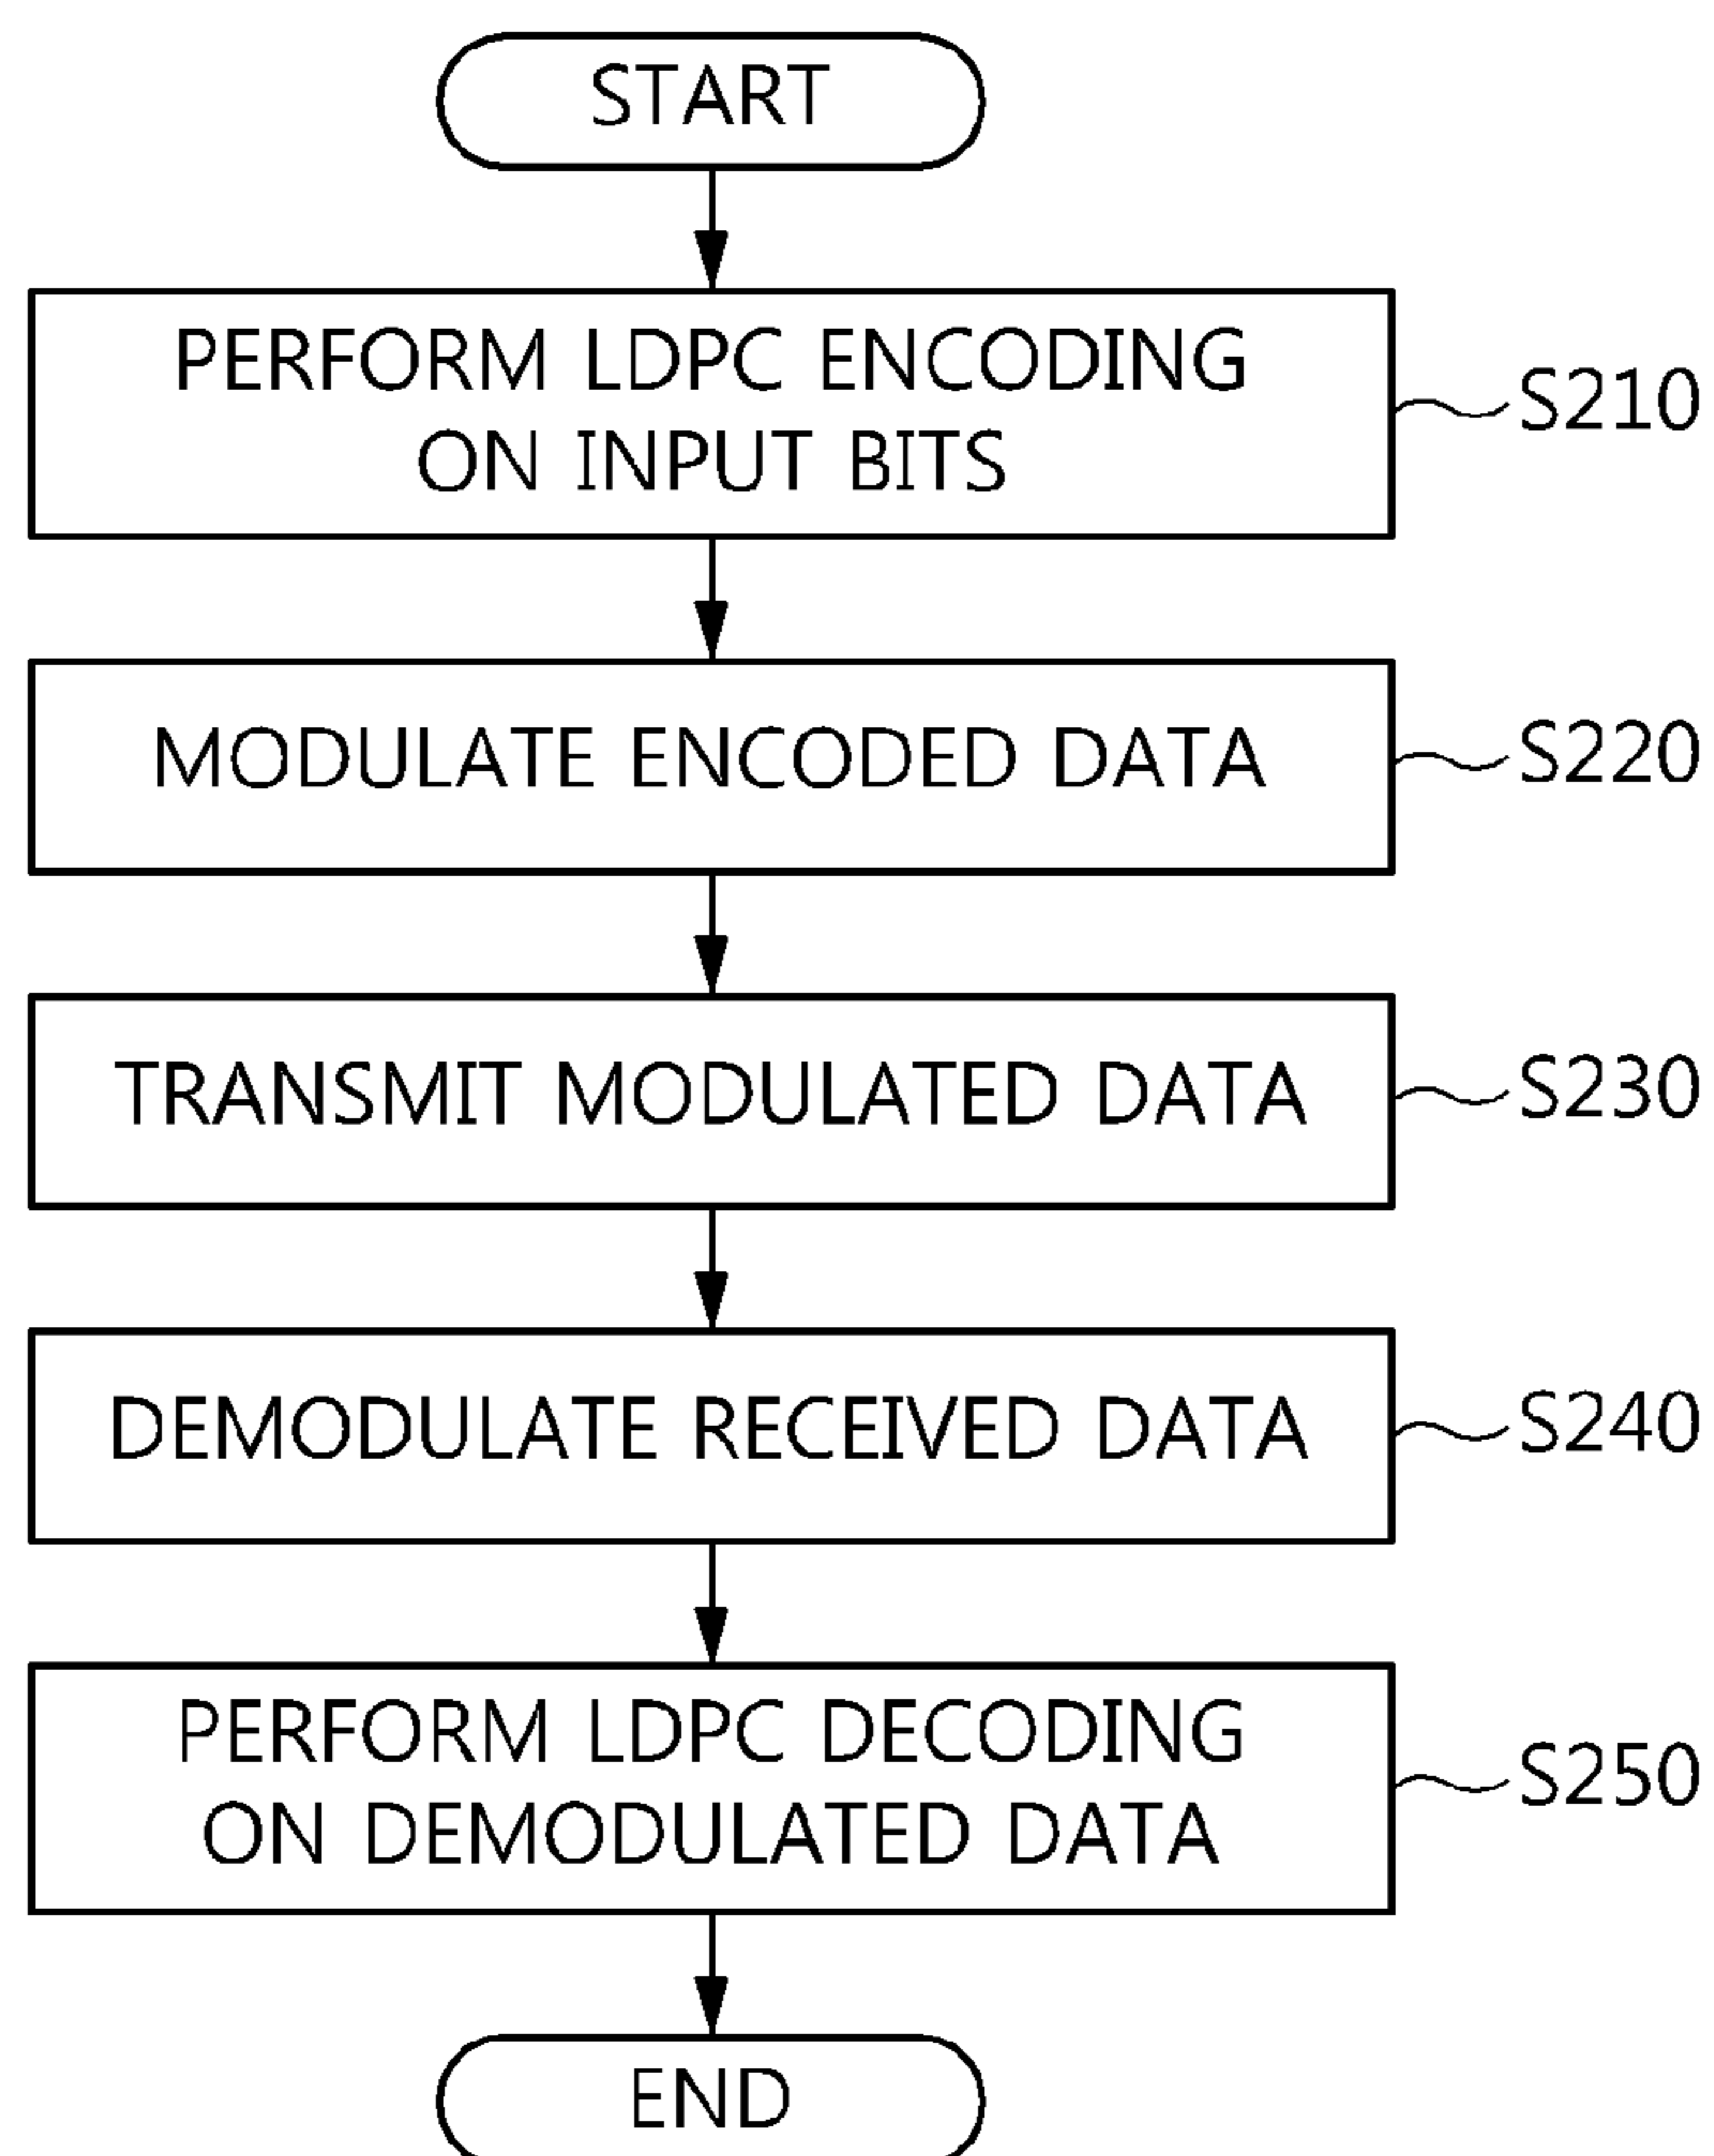 START
PERFORM LDPC ENCODING
ON INPUT BITS
S210
MODULATE ENCODED DATA
S220
TRANSMIT MODULATED DATA
S230
DEMODULATE RECEIVED DATA
S240
PERFORM LDPC DECODING
ON DEMODULATED DATA
S250
END